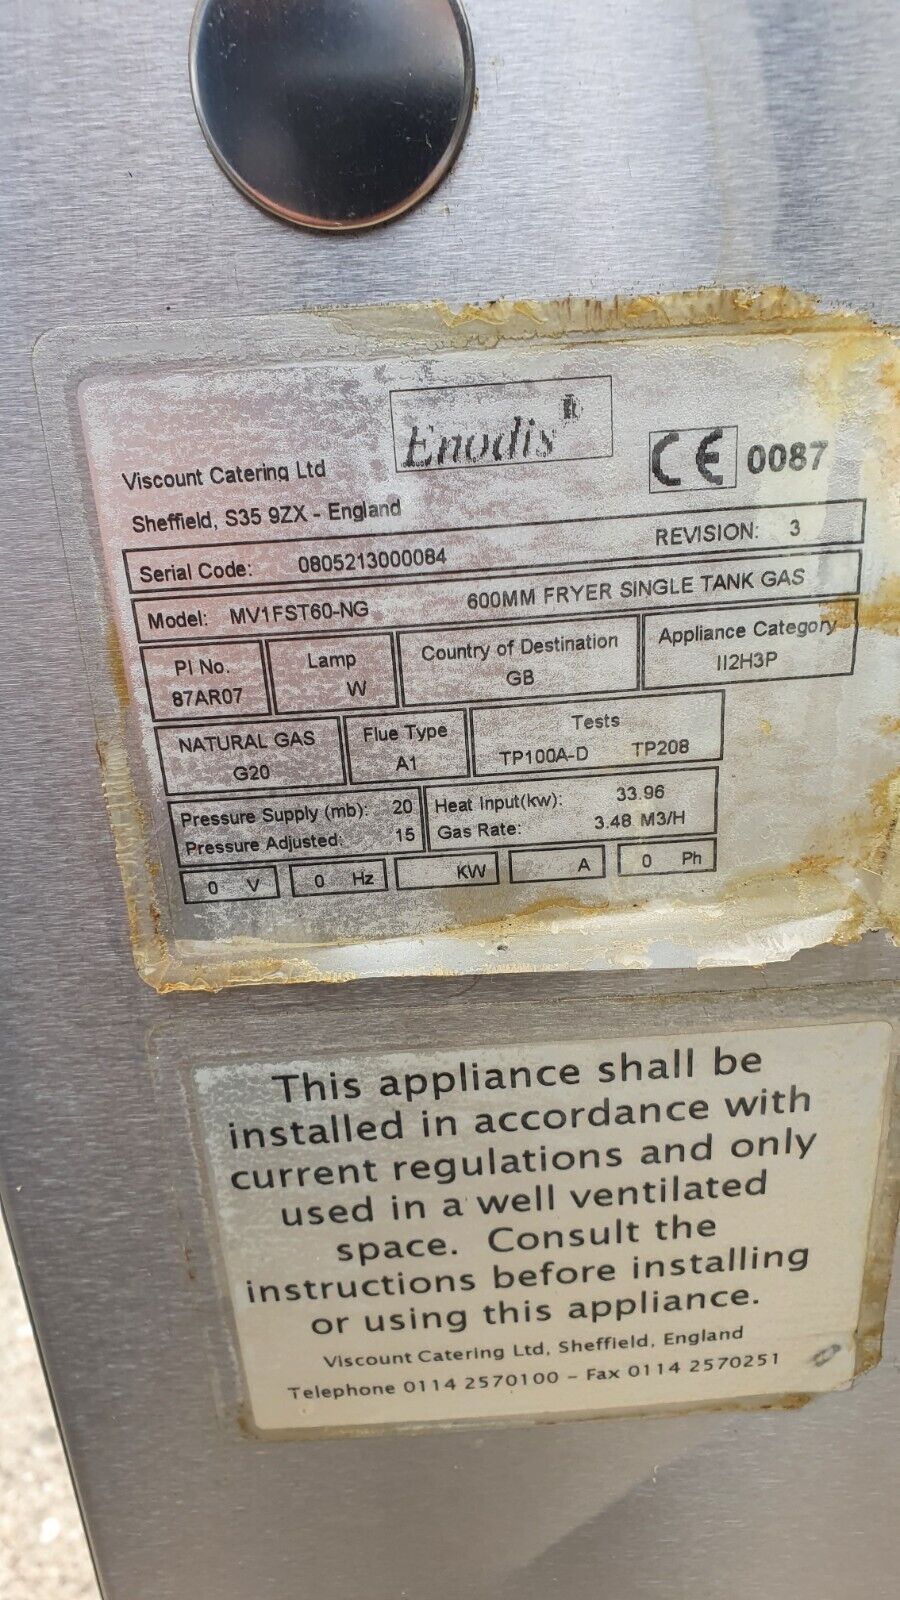 Enodis
CE 0087
Viscount Catering Ltd
Sheffield, S35 9ZX - England
Serial Code: 0805213000084 REVISION: 3
Model: MV1FST60-NG 600MM FRYER SINGLE TANK GAS
PI No. Lamp Country of Destination Appliance Category
87AR07 W GB II2H3P
NATURAL GAS Flue Type Tests
G20 A1 TP100A-D TP208
Pressure Supply (mb): 20 Heat Input(kw): 33.96
Pressure Adjusted: 15 Gas Rate: 3.48 M3/H
0 V 0 Hz KW A 0 Ph
This appliance shall be
installed in accordance with
current regulations and only
used in a well ventilated
space. Consult the
instructions before installing
or using this appliance.
Viscount Catering Ltd, Sheffield, England
Telephone 0114 2570100 - Fax 0114 2570251